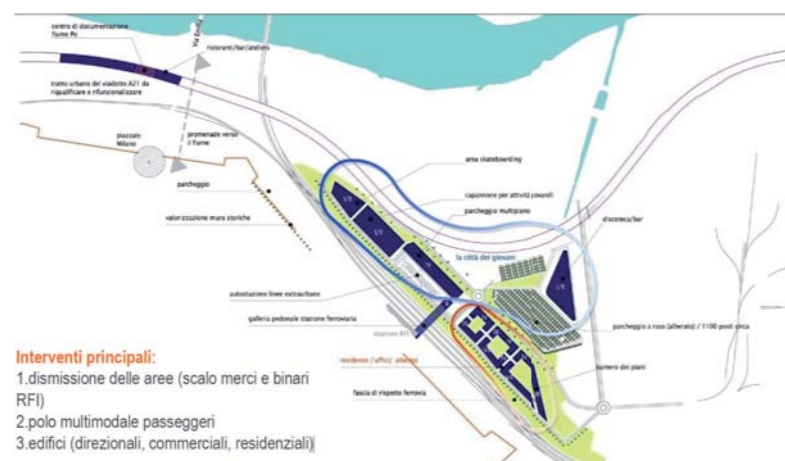 centro di documentazione
fiume Po
ristoranti/bar/ateliers
Via Emilia
tratto urbano del viadotto A21 da
riqualificare e rifunzionalizzare
piazzale
Milano
promenade verso
il fiume
parcheggio
valorizzazione mura storiche
area skateboarding
capannone per attività giovanili
parcheggio multipiano
discoteca/bar
la città dei giovani
autostazione linee extraurbane
galleria pedonale stazione ferroviaria
stazione RFI
parcheggio a raso (alberato) / 1100 posti circa
residenze / uffici/ albergo
numero dei piani
fascia di rispetto ferrovia
Interventi principali:
1.dismissione delle aree (scalo merci e binari
RFI)
2.polo multimodale passeggeri
3.edifici (direzionali, commerciali, residenziali)